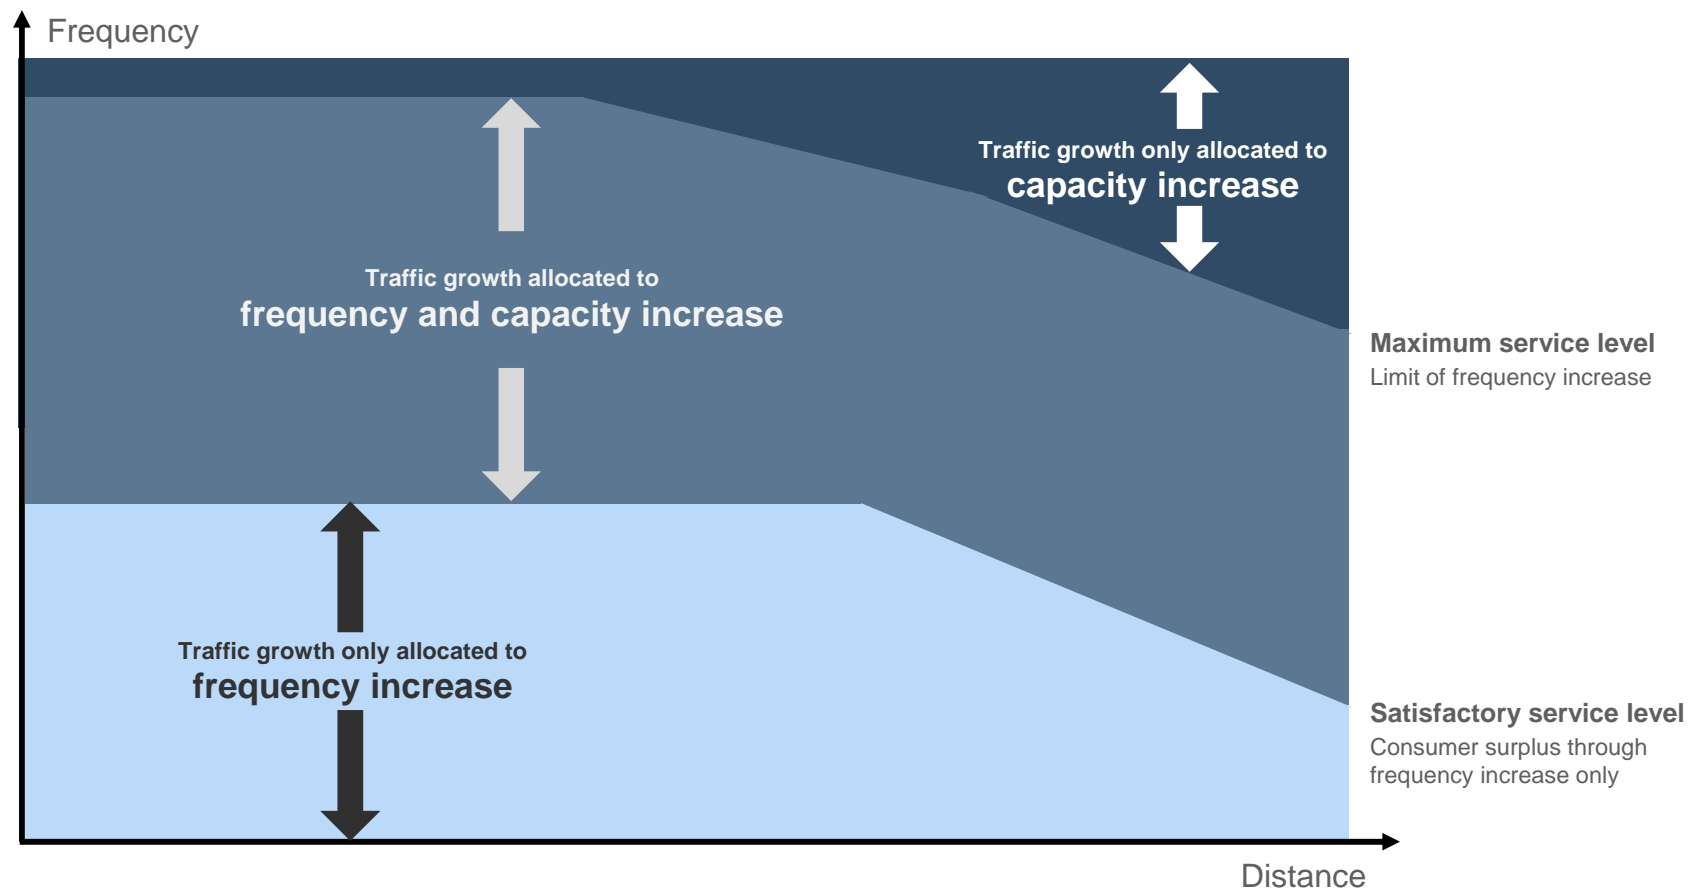 Frequency
Traffic growth only allocated to
capacity increase
Traffic growth allocated to
frequency and capacity increase
Maximum service level
Limit of frequency increase
Traffic growth only allocated to
frequency increase
Satisfactory service level
Consumer surplus through
frequency increase only
Distance